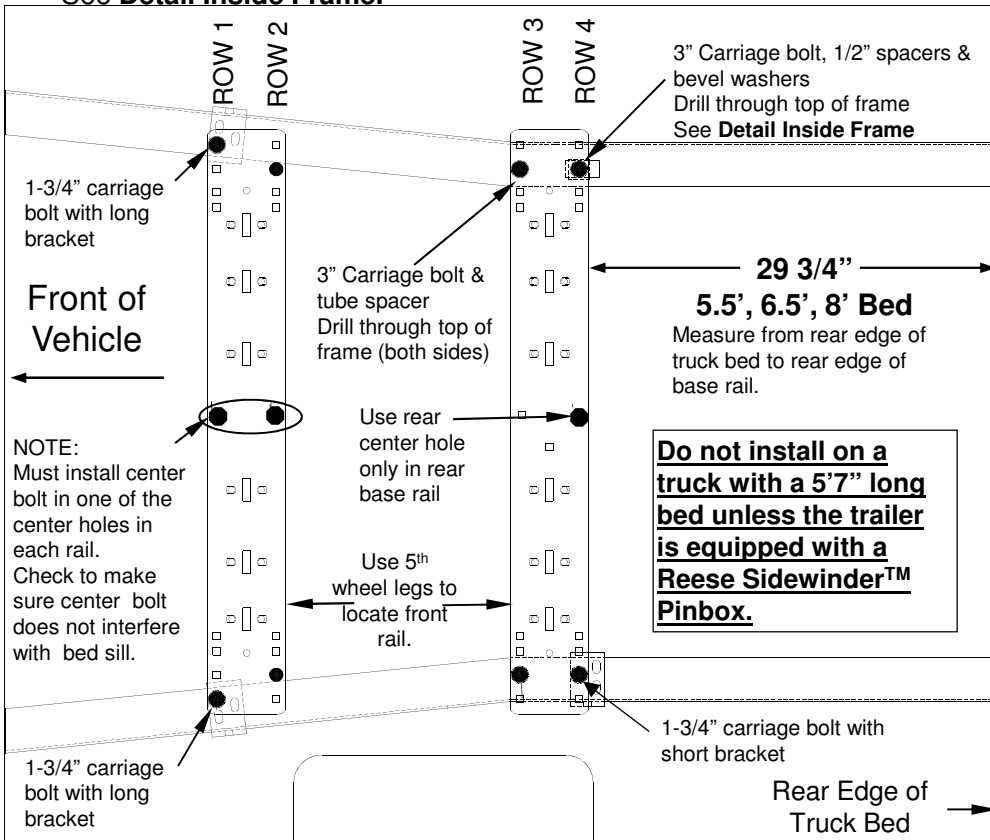 See Detail Inside Frame.
ROW 1
ROW 2
ROW 3
ROW 4
3” Carriage bolt, 1/2” spacers &
bevel washers
Drill through top of frame
See Detail Inside Frame
1-3/4” carriage
bolt with long
bracket
Front of
Vehicle
3” Carriage bolt &
tube spacer
Drill through top of
frame (both sides)
29 3/4”
5.5’, 6.5’, 8’ Bed
Measure from rear edge of
truck bed to rear edge of
base rail.
NOTE:
Must install center
bolt in one of the
center holes in
each rail.
Check to make
sure center bolt
does not interfere
with bed sill.
Use rear
center hole
only in rear
base rail
Do not install on a
truck with a 5’7” long
bed unless the trailer
is equipped with a
Reese Sidewinder™
Pinbox.
Use 5th
wheel legs to
locate front
rail.
1-3/4” carriage bolt with
short bracket
1-3/4” carriage
bolt with long
bracket
Rear Edge of
Truck Bed